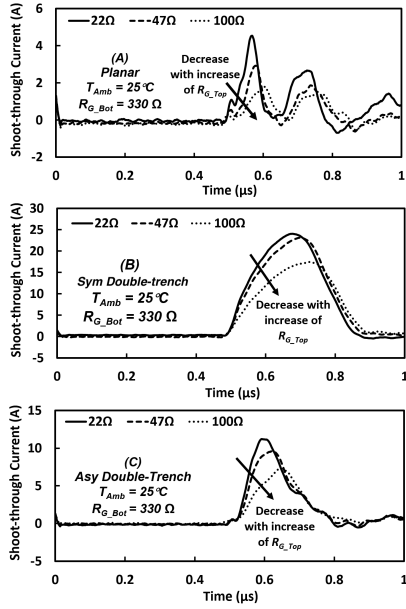 Shoot-through Current (A)
6
4
2
0
2
22Ω 47Ω 100Ω
(A)
Planar
T_Amb = 25°C
R_G_Bot = 330 Ω
Decrease
with increase
of R_G_Top
0 0.2 0.4 0.6 0.8 1
Time (µs)
Shoot-through Current (A)
30
25
20
15
10
5
0
-5
22Ω 47Ω 100Ω
(B)
Sym Double-trench
T_Amb = 25°C
R_G_Bot = 330 Ω
Decrease with
increase of
R_G_Top
0 0.2 0.4 0.6 0.8 1
Time (µs)
Shoot-through Current (A)
15
10
5
0
-5
22Ω 47Ω 100Ω
(C)
Asy Double-Trench
T_Amb = 25°C
R_G_Bot = 330 Ω
Decrease
with increase
of R_G_Top
0 0.2 0.4 0.6 0.8 1
Time (µs)